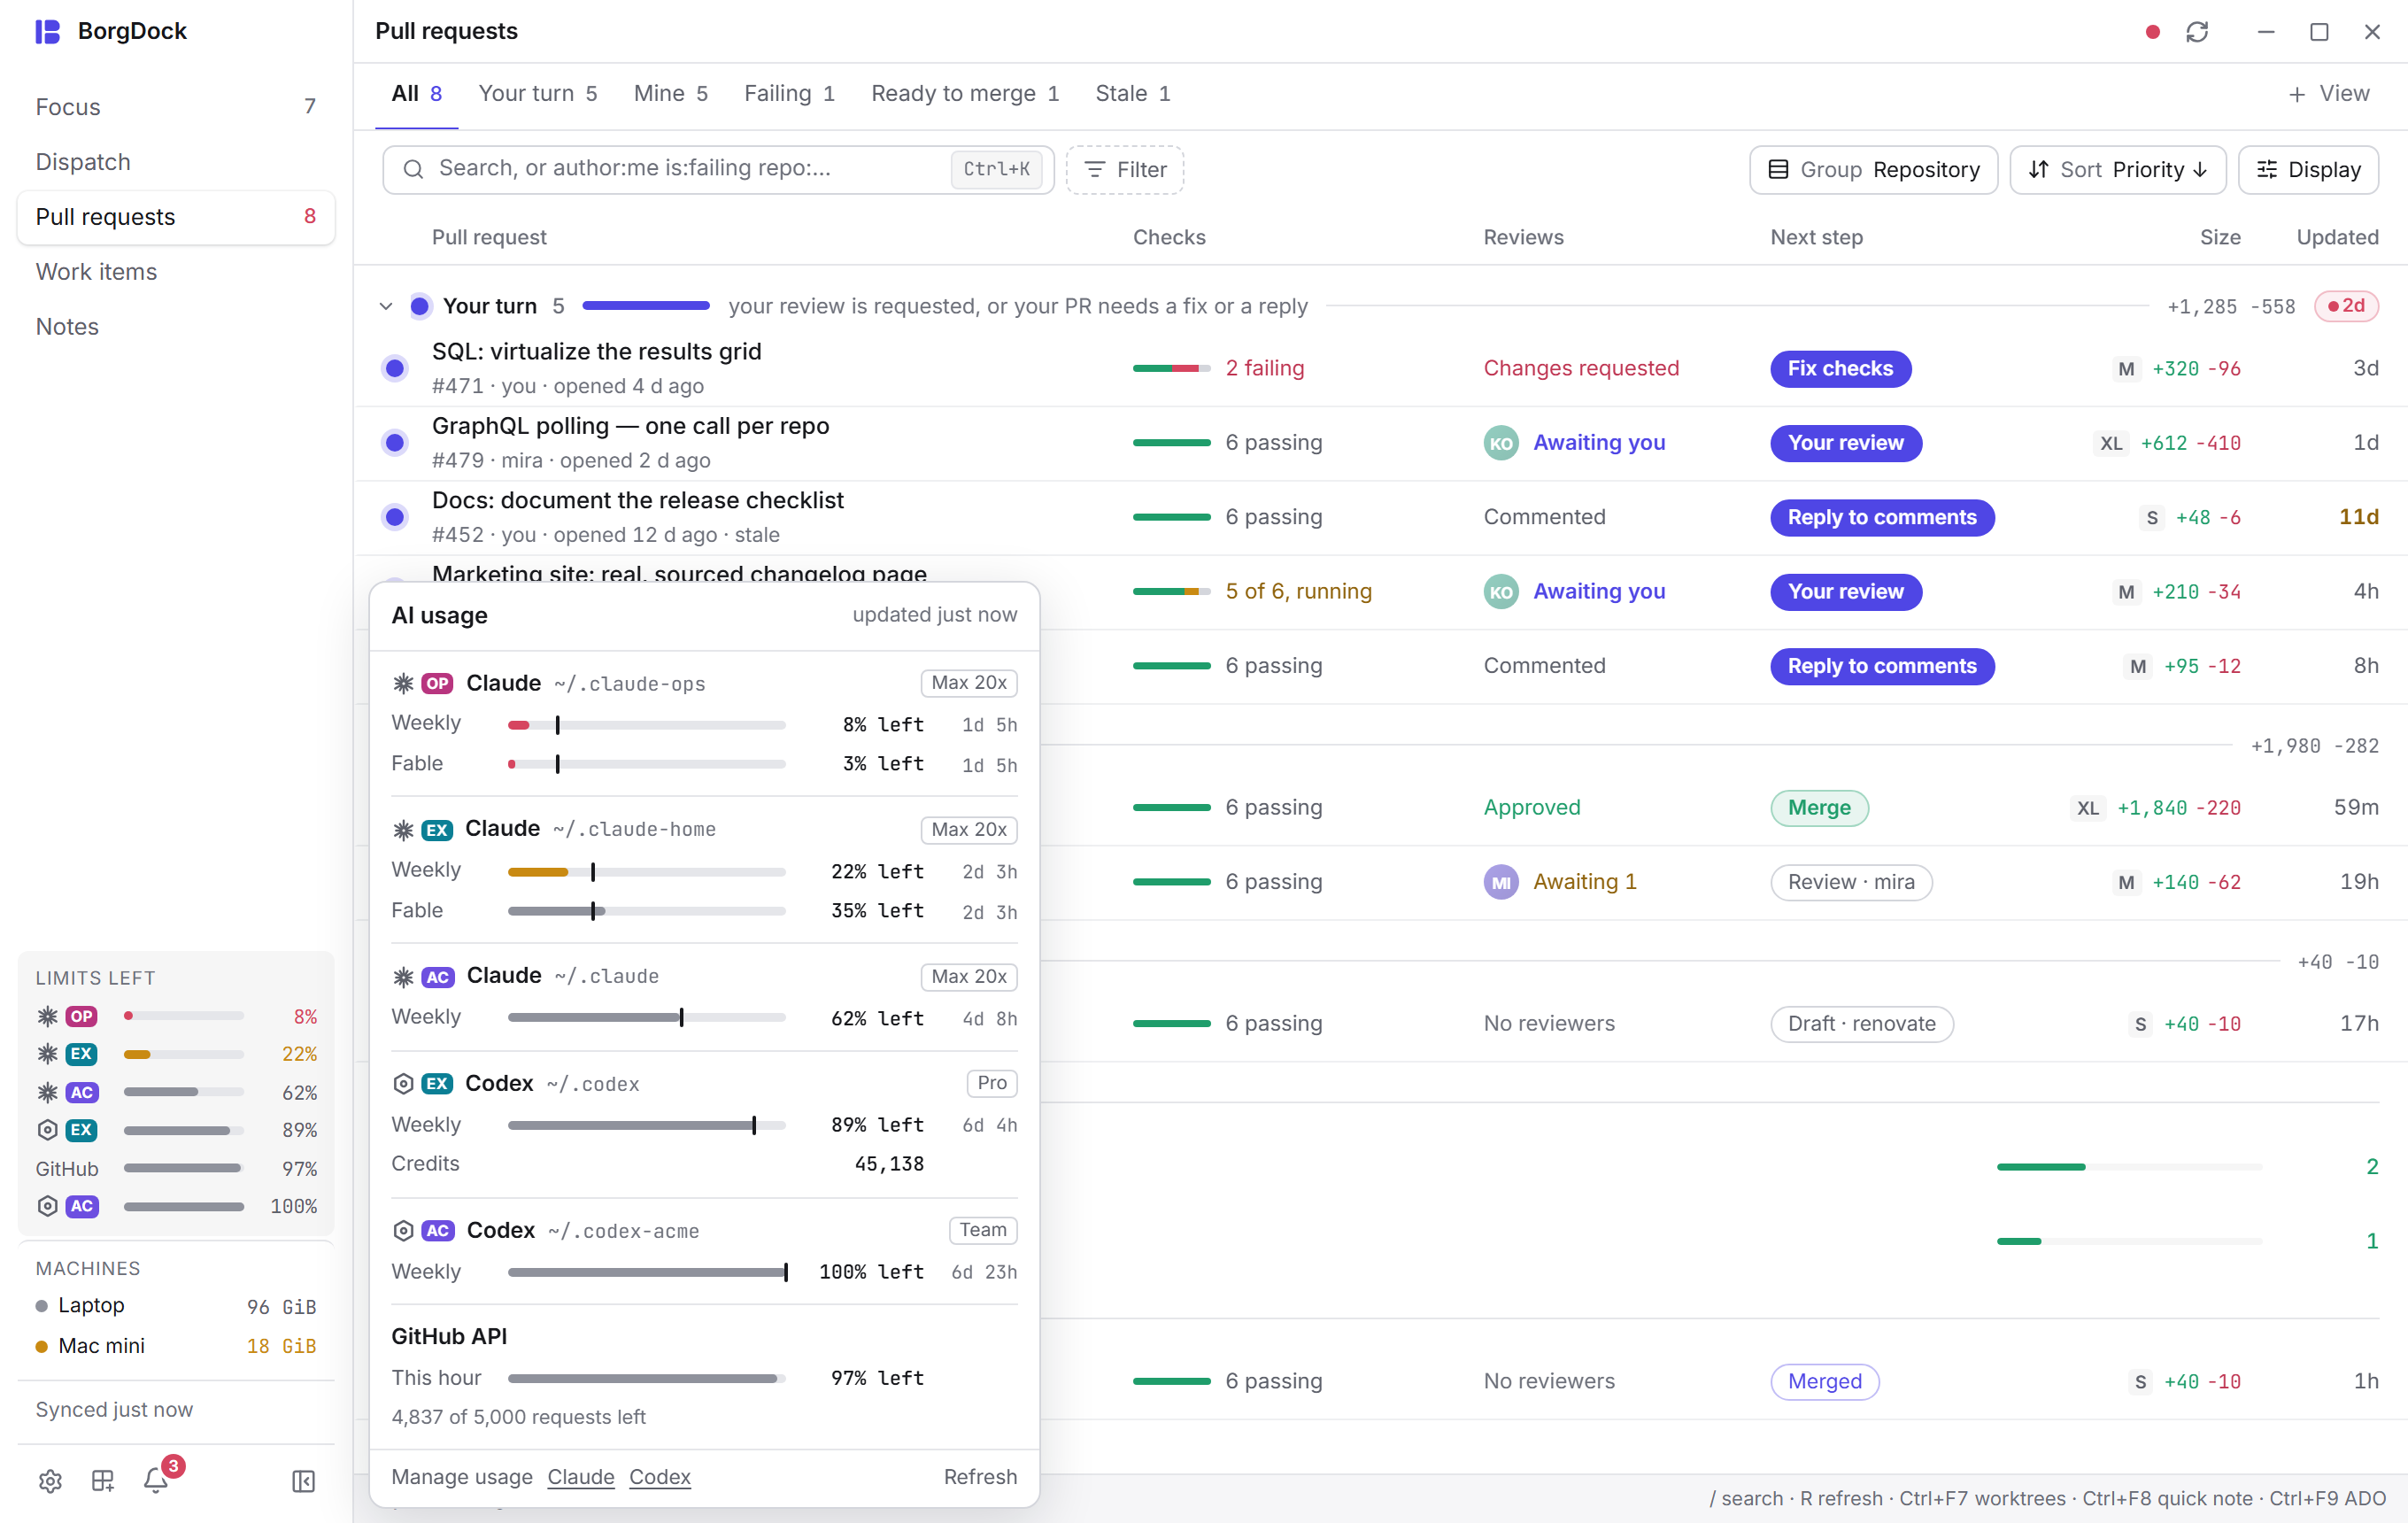 BorgDock
Focus 7
Dispatch
Pull requests 8
Work items
Notes
LIMITS LEFT
OP 8%
EX 22%
AC 62%
EX 89%
GitHub 97%
AC 100%
MACHINES
Laptop 96 GiB
Mac mini 18 GiB
Synced just now
3
Pull requests
All 8 Your turn 5 Mine 5 Failing 1 Ready to merge 1 Stale 1 + View
Search, or author:me is:failing repo:... Ctrl+K Filter Group Repository Sort Priority ↓ Display
Pull request Checks Reviews Next step Size Updated
Your turn 5 your review is requested, or your PR needs a fix or a reply +1,285 -558 2d
SQL: virtualize the results grid
#471 · you · opened 4 d ago
2 failing Changes requested Fix checks M +320 -96 3d
GraphQL polling — one call per repo
#479 · mira · opened 2 d ago
6 passing KO Awaiting you Your review XL +612 -410 1d
Docs: document the release checklist
#452 · you · opened 12 d ago · stale
6 passing Commented Reply to comments S +48 -6 11d
Marketing site: real, sourced changelog page
5 of 6, running KO Awaiting you Your review M +210 -34 4h
6 passing Commented Reply to comments M +95 -12 8h
+1,980 -282
6 passing Approved Merge XL +1,840 -220 59m
6 passing MI Awaiting 1 Review · mira M +140 -62 19h
+40 -10
6 passing No reviewers Draft · renovate S +40 -10 17h
2
1
6 passing No reviewers Merged S +40 -10 1h
AI usage updated just now
OP Claude ~/.claude-ops Max 20x
Weekly 8% left 1d 5h
Fable 3% left 1d 5h
EX Claude ~/.claude-home Max 20x
Weekly 22% left 2d 3h
Fable 35% left 2d 3h
AC Claude ~/.claude Max 20x
Weekly 62% left 4d 8h
EX Codex ~/.codex Pro
Weekly 89% left 6d 4h
Credits 45,138
AC Codex ~/.codex-acme Team
Weekly 100% left 6d 23h
GitHub API
This hour 97% left
4,837 of 5,000 requests left
Manage usage Claude Codex Refresh
/ search · R refresh · Ctrl+F7 worktrees · Ctrl+F8 quick note · Ctrl+F9 ADO